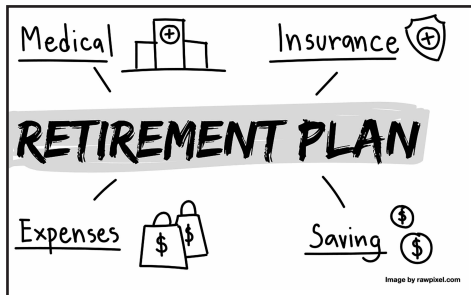 Medical
Insurance
RETIREMENT PLAN
Expenses
$ $
Saving
$
$
Image by rawpixel.com